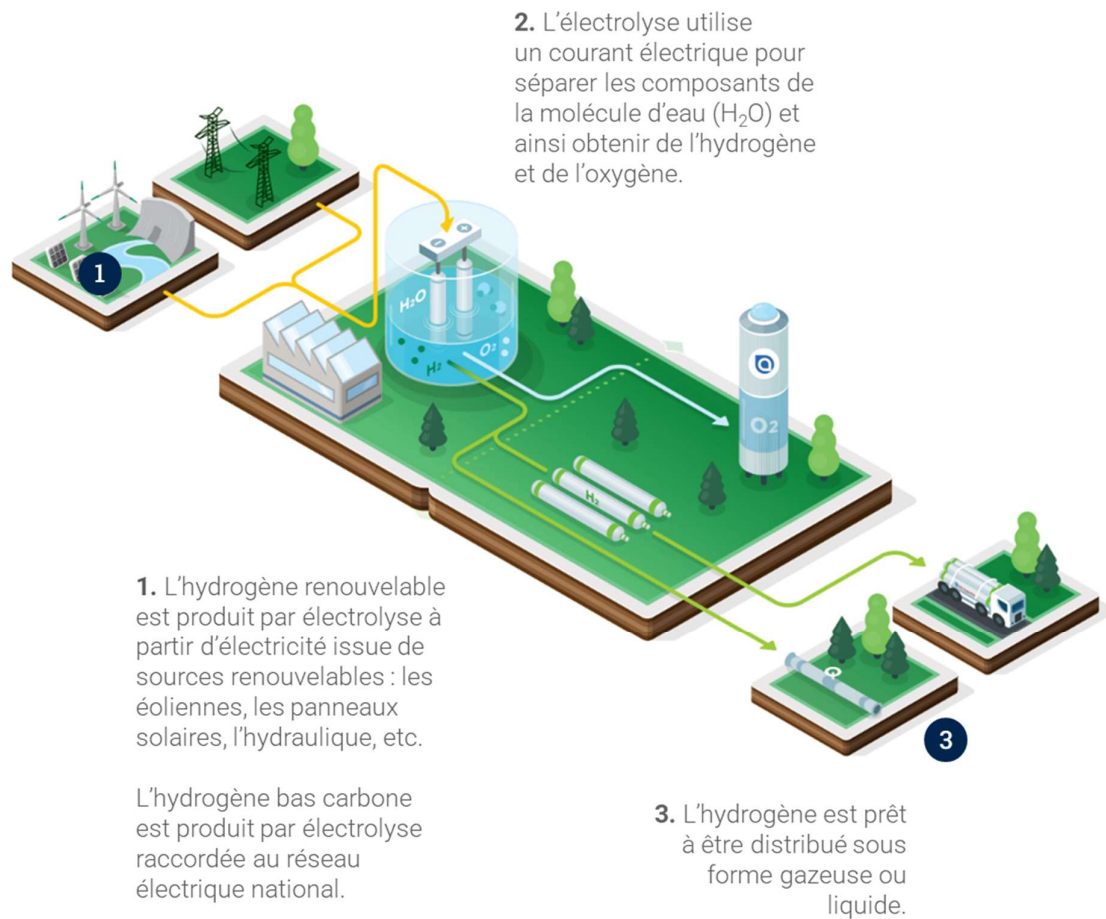 2. L’électrolyse utilise
un courant électrique pour
séparer les composants de
la molécule d’eau (H₂O) et
ainsi obtenir de l’hydrogène
et de l’oxygène.
1
H₂O
O₂
H₂
O₂
H₂
1. L’hydrogène renouvelable
est produit par électrolyse à
partir d’électricité issue de
sources renouvelables : les
éoliennes, les panneaux
solaires, l’hydraulique, etc.
L’hydrogène bas carbone
est produit par électrolyse
raccordée au réseau
électrique national.
3
3. L’hydrogène est prêt
à être distribué sous
forme gazeuse ou
liquide.